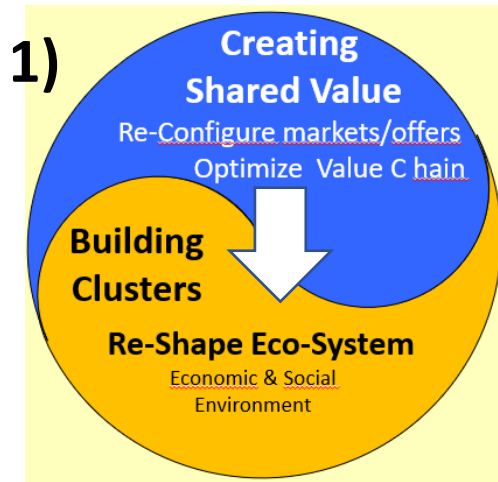 1)
Creating
Shared Value
Re-Configure markets/offers
Optimize Value C hain
Building
Clusters
Re-Shape Eco-System
Economic & Social
Environment